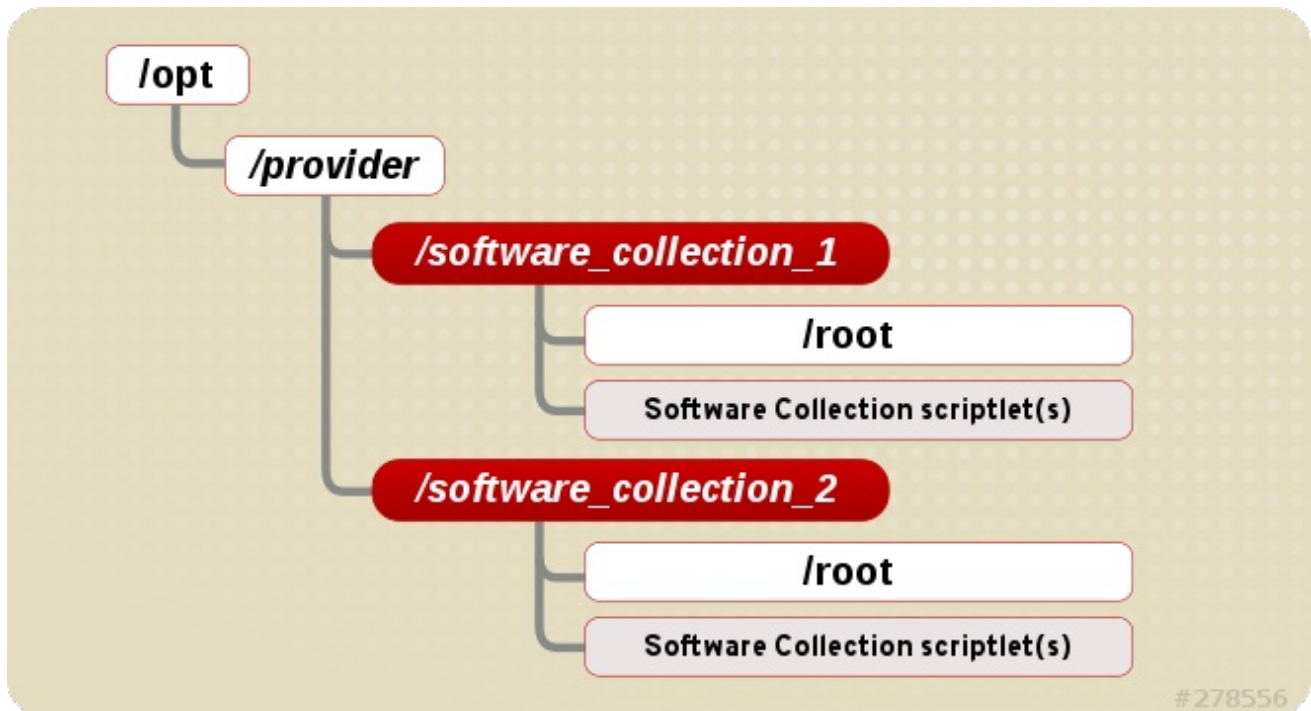 /opt
/provider
/software_collection_1
/root
Software Collection scriptlet(s)
/software_collection_2
/root
Software Collection scriptlet(s)
#278556